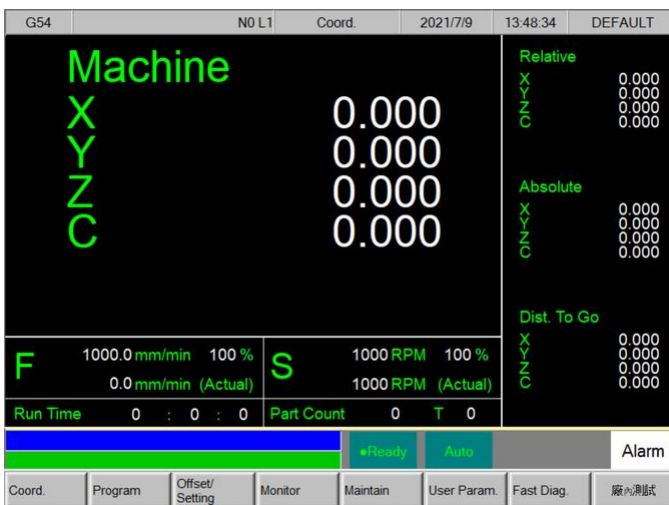 G54 N0 L1 Coord. 2021/7/9 13:48:34 DEFAULT
Machine
X 0.000
Y 0.000
Z 0.000
C 0.000
Relative
X 0.000
Y 0.000
Z 0.000
C 0.000
Absolute
X 0.000
Y 0.000
Z 0.000
C 0.000
Dist. To Go
X 0.000
Y 0.000
Z 0.000
C 0.000
F 1000.0 mm/min 100 %
0.0 mm/min (Actual)
S 1000 RPM 100 %
1000 RPM (Actual)
Run Time 0 : 0 : 0 Part Count 0 T 0
●Ready Auto Alarm
Coord. Program Offset/ Setting Monitor Maintain User Param. Fast Diag. 廠內測試